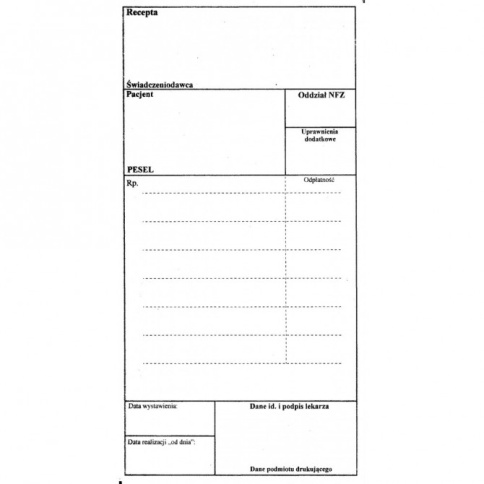 Recepta
Świadczeniodawca
Pacjent
Oddział NFZ
Uprawnienia
dodatkowe
PESEL
Rp.
Odpłatność
Data wystawienia:
Dane id. i podpis lekarza
Data realizacji „od dnia”:
Dane podmiotu drukującego